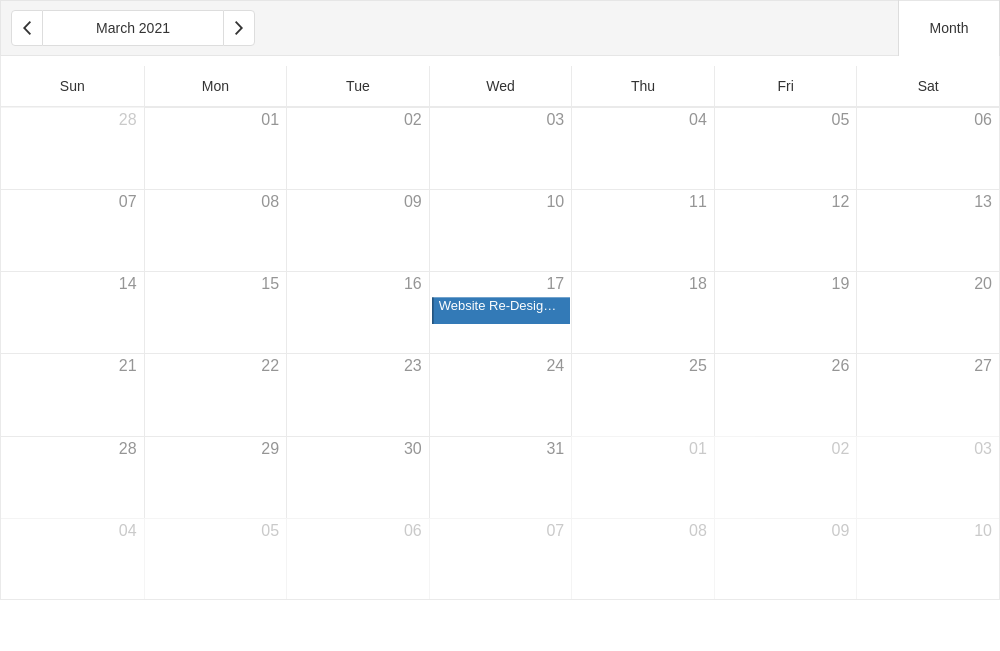 March 2021 Month
Sun Mon Tue Wed Thu Fri Sat
28 01 02 03 04 05 06
07 08 09 10 11 12 13
14 15 16 17 18 19 20
Website Re-Desig…
21 22 23 24 25 26 27
28 29 30 31 01 02 03
04 05 06 07 08 09 10